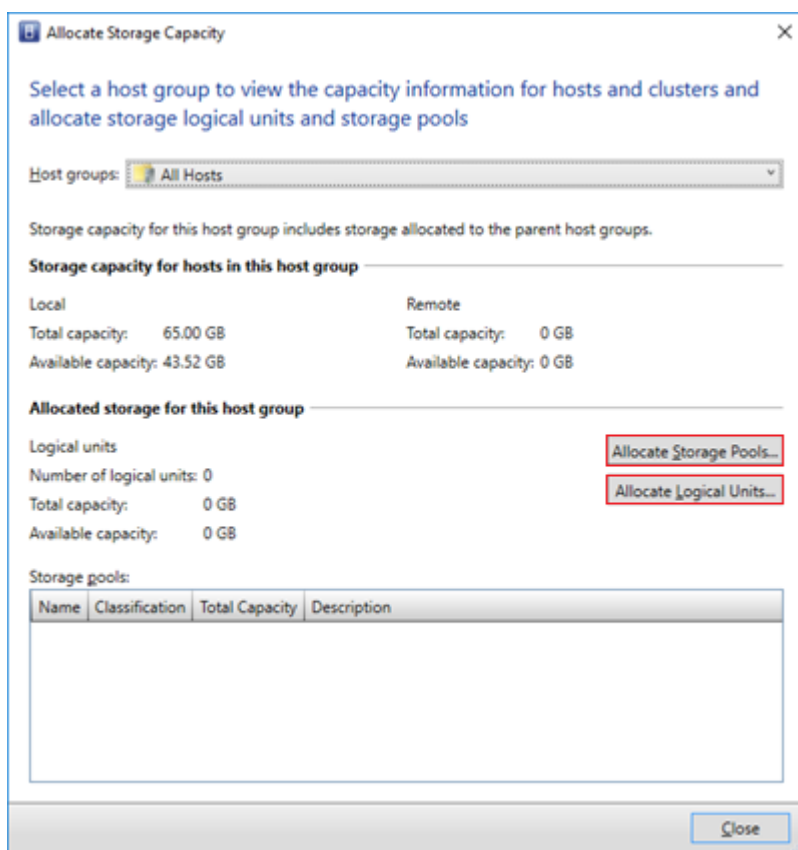 Allocate Storage Capacity
Select a host group to view the capacity information for hosts and clusters and
allocate storage logical units and storage pools
Host groups: All Hosts
Storage capacity for this host group includes storage allocated to the parent host groups.
Storage capacity for hosts in this host group
Local Remote
Total capacity: 65.00 GB Total capacity: 0 GB
Available capacity: 43.52 GB Available capacity: 0 GB
Allocated storage for this host group
Logical units Allocate Storage Pools...
Number of logical units: 0
Allocate Logical Units...
Total capacity: 0 GB
Available capacity: 0 GB
Storage pools:
Name Classification Total Capacity Description
Close